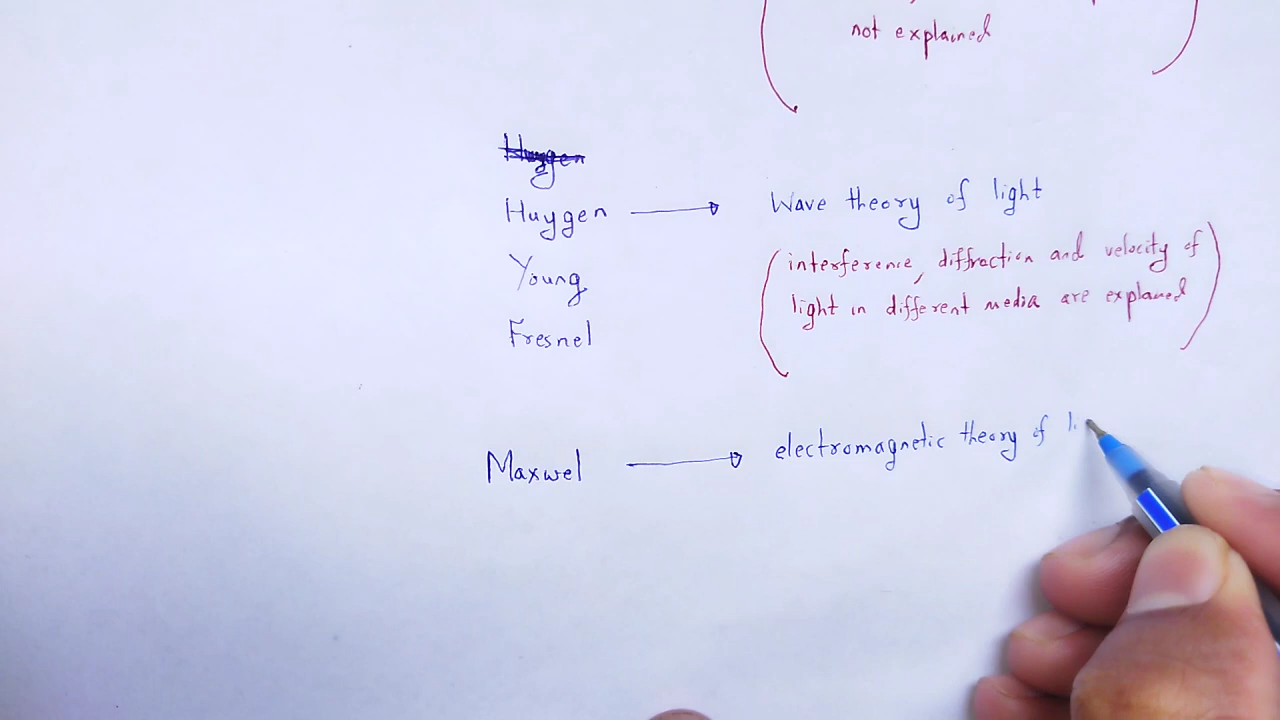 not explained
Huygen
Huygen → Wave theory of light
(interference, diffraction and velocity of
light in different media are explained)
Young
Fresnel
Maxwel → electromagnetic theory of li